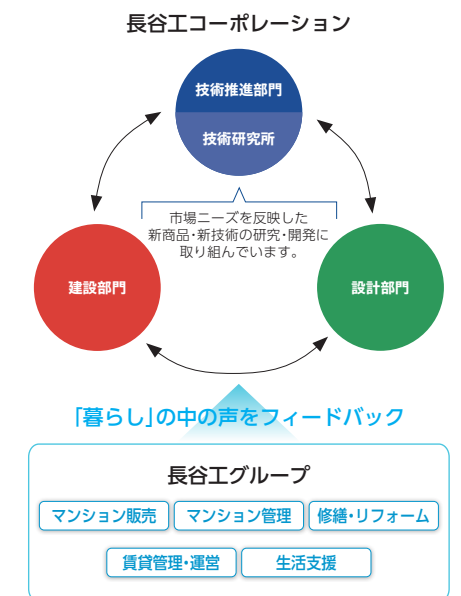 長谷工コーポレーション
技術推進部門
技術研究所
市場ニーズを反映した
新商品・新技術の研究・開発に
取り組んでいます。
建設部門
設計部門
「暮らし」の中の声をフィードバック
長谷工グループ
マンション販売
マンション管理
修繕・リフォーム
賃貸管理・運営
生活支援